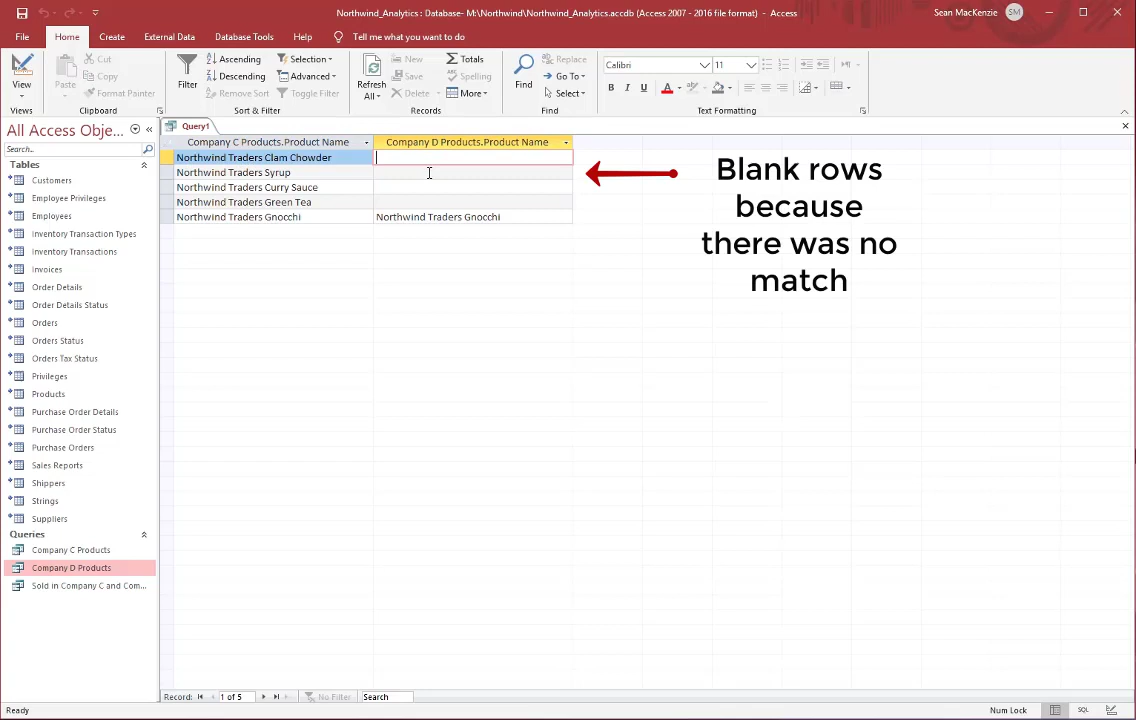 Northwind_Analytics : Database- M:\Northwind\Northwind_Analytics.accdb (Access 2007 - 2016 file format) - Access
Sean MacKenzie SM
File Home Create External Data Database Tools Help Tell me what you want to do
View
Views
Paste
Cut
Copy
Format Painter
Clipboard
Filter
Ascending
Descending
Remove Sort
Selection
Advanced
Toggle Filter
Sort & Filter
Refresh
All
New
Save
Delete
Totals
Spelling
More
Records
Find
Replace
Go To
Select
Find
Calibri 11
B I U A
Text Formatting
All Access Obje...
Search...
Tables
Customers
Employee Privileges
Employees
Inventory Transaction Types
Inventory Transactions
Invoices
Order Details
Order Details Status
Orders
Orders Status
Orders Tax Status
Privileges
Products
Purchase Order Details
Purchase Order Status
Purchase Orders
Sales Reports
Shippers
Strings
Suppliers
Queries
Company C Products
Company D Products
Sold in Company C and Com...
Query1
Company C Products.Product Name Company D Products.Product Name
Northwind Traders Clam Chowder
Northwind Traders Syrup
Northwind Traders Curry Sauce
Northwind Traders Green Tea
Northwind Traders Gnocchi Northwind Traders Gnocchi
Blank rows
because
there was no
match
Record: 1 of 5 No Filter Search
Ready Num Lock SQL